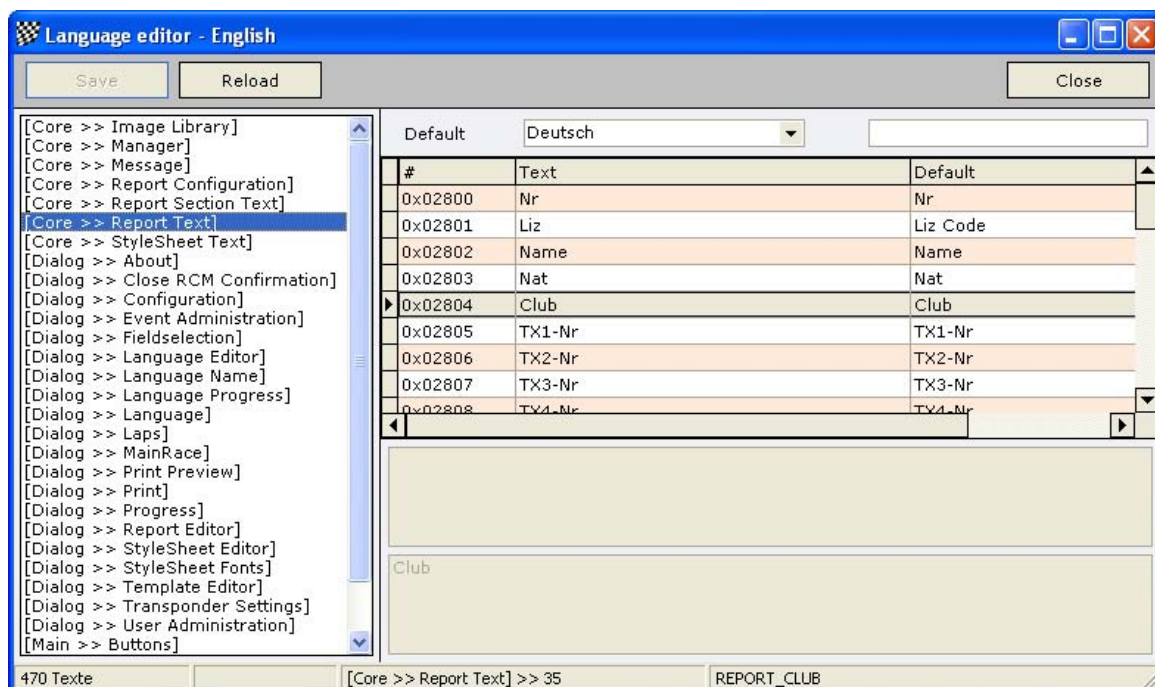 Language editor - English
Save Reload Close
[Core >> Image Library]
[Core >> Manager]
[Core >> Message]
[Core >> Report Configuration]
[Core >> Report Section Text]
[Core >> Report Text]
[Core >> StyleSheet Text]
[Dialog >> About]
[Dialog >> Close RCM Confirmation]
[Dialog >> Configuration]
[Dialog >> Event Administration]
[Dialog >> Fieldselection]
[Dialog >> Language Editor]
[Dialog >> Language Name]
[Dialog >> Language Progress]
[Dialog >> Language]
[Dialog >> Laps]
[Dialog >> MainRace]
[Dialog >> Print Preview]
[Dialog >> Print]
[Dialog >> Progress]
[Dialog >> Report Editor]
[Dialog >> StyleSheet Editor]
[Dialog >> StyleSheet Fonts]
[Dialog >> Template Editor]
[Dialog >> Transponder Settings]
[Dialog >> User Administration]
[Main >> Buttons]
Default Deutsch
# Text Default
0x02800 Nr Nr
0x02801 Liz Liz Code
0x02802 Name Name
0x02803 Nat Nat
0x02804 Club Club
0x02805 TX1-Nr TX1-Nr
0x02806 TX2-Nr TX2-Nr
0x02807 TX3-Nr TX3-Nr
0x02808 TX4-Nr TX4-Nr
Club
470 Texte [Core >> Report Text] >> 35 REPORT_CLUB